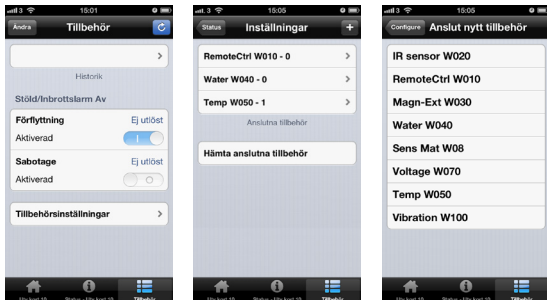 3
15:01
Ändra
Tillbehör
Historik
Stöld/Inbrottslarm Av
Förflyttning Ej utlöst
Aktiverad
Sabotage Ej utlöst
Aktiverad
Tillbehörsinställningar
Tillbehör
3
15:05
Status
Inställningar
+
RemoteCtrl W010 - 0
Water W040 - 0
Temp W050 - 1
Anslutna tillbehör
Hämta anslutna tillbehör
Tillbehör
3
15:05
Configure
Anslut nytt tillbehör
IR sensor W020
RemoteCtrl W010
Magn-Ext W030
Water W040
Sens Mat W08
Voltage W070
Temp W050
Vibration W100
Tillbehör